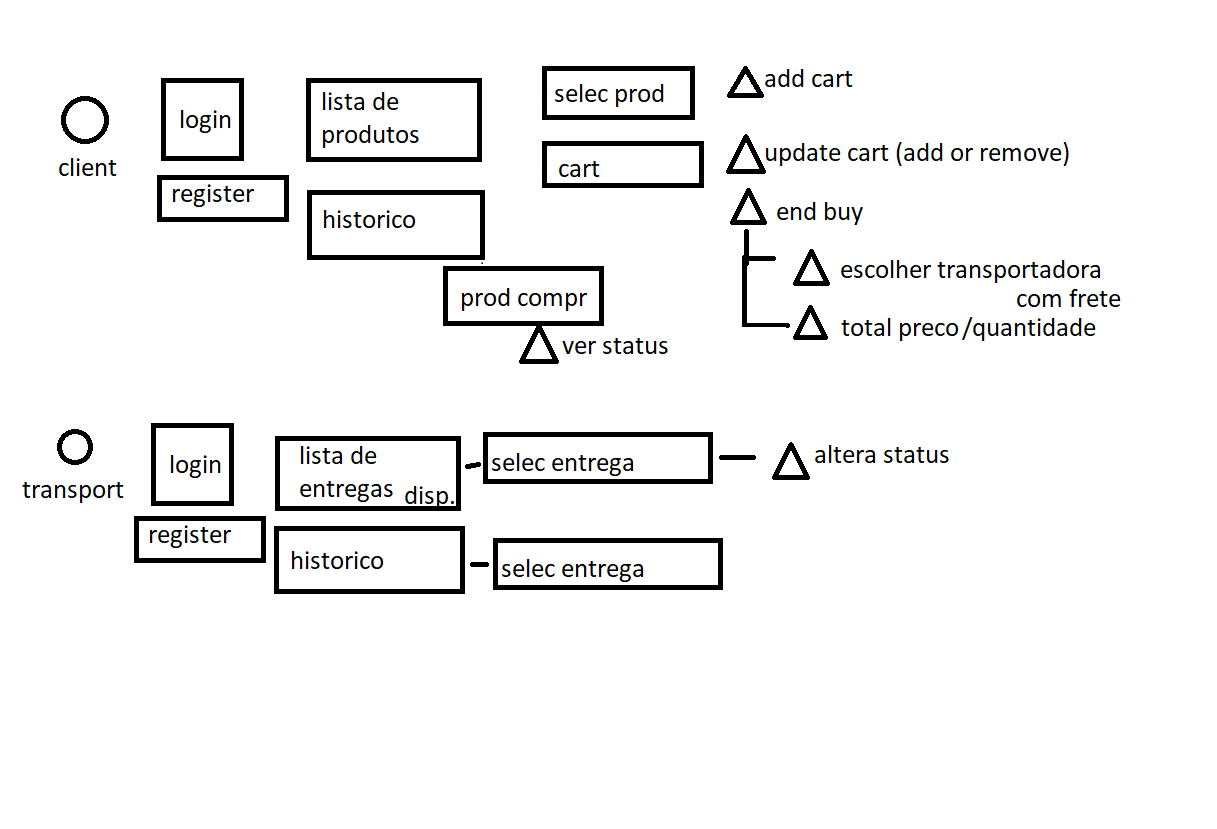 client
login
register
lista de
produtos
historico
prod compr
ver status
selec prod
cart
add cart
update cart (add or remove)
end buy
escolher transportadora
com frete
total preco/quantidade
transport
login
register
lista de
entregas disp.
historico
selec entrega
altera status
selec entrega